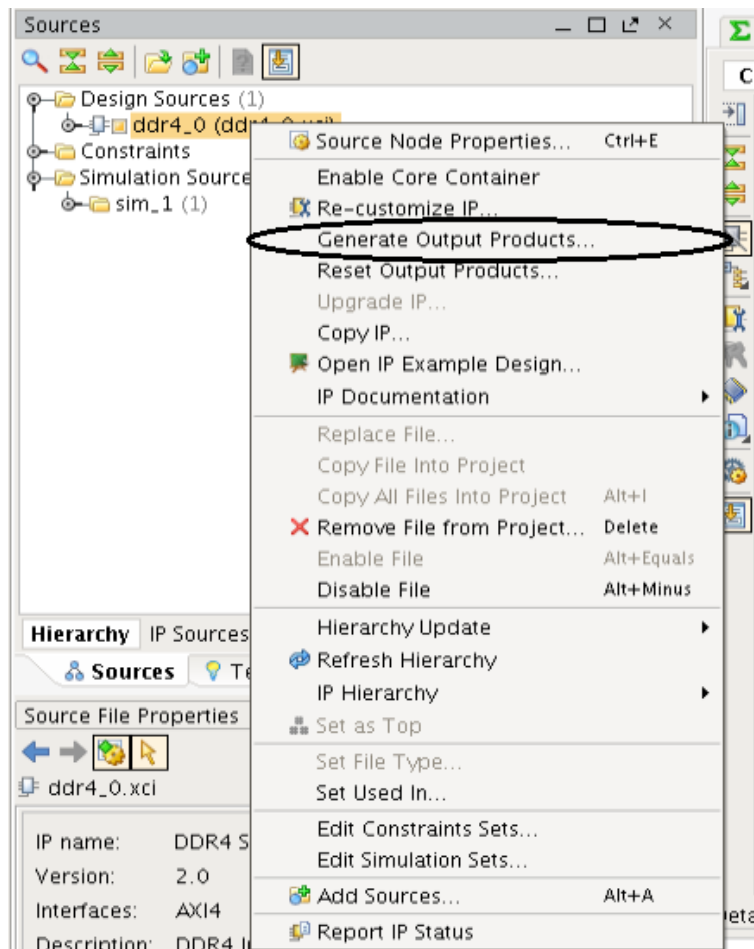 Sources
Design Sources (1)
ddr4_0 (ddr4_0.xci)
Constraints
Simulation Source
sim_1 (1)
Source Node Properties... Ctrl+E
Enable Core Container
Re-customize IP...
Generate Output Products...
Reset Output Products...
Upgrade IP...
Copy IP...
Open IP Example Design...
IP Documentation
Replace File...
Copy File Into Project
Copy All Files Into Project Alt+I
Remove File from Project... Delete
Enable File Alt+Equals
Disable File Alt+Minus
Hierarchy Update
Refresh Hierarchy
IP Hierarchy
Set as Top
Set File Type...
Set Used In...
Edit Constraints Sets...
Edit Simulation Sets...
Add Sources... Alt+A
Report IP Status
Hierarchy IP Sources
Sources Te
Source File Properties
ddr4_0.xci
IP name: DDR4 S
Version: 2.0
Interfaces: AXI4
Description: DDR4 I
Σ
C
eta